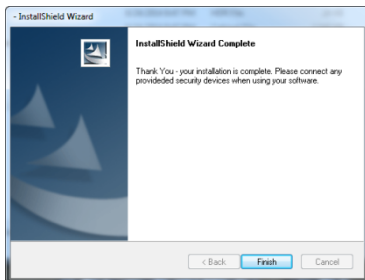 - InstallShield Wizard
InstallShield Wizard Complete
Thank You - your installation is complete. Please connect any
provideded security devices when using your software.
< Back
Finish
Cancel